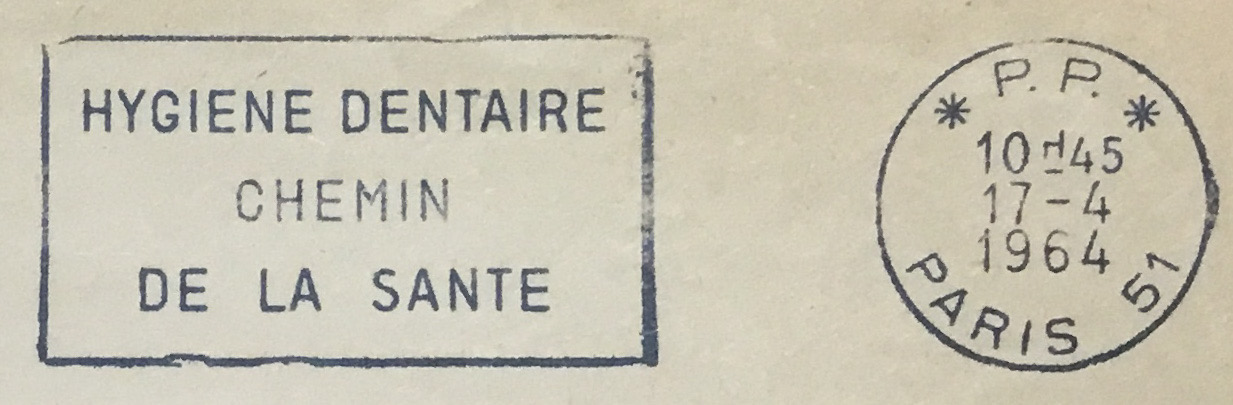 HYGIENE DENTAIRE
CHEMIN
DE LA SANTE
* P.P. *
10 H 45
17-4
1964
PARIS 51